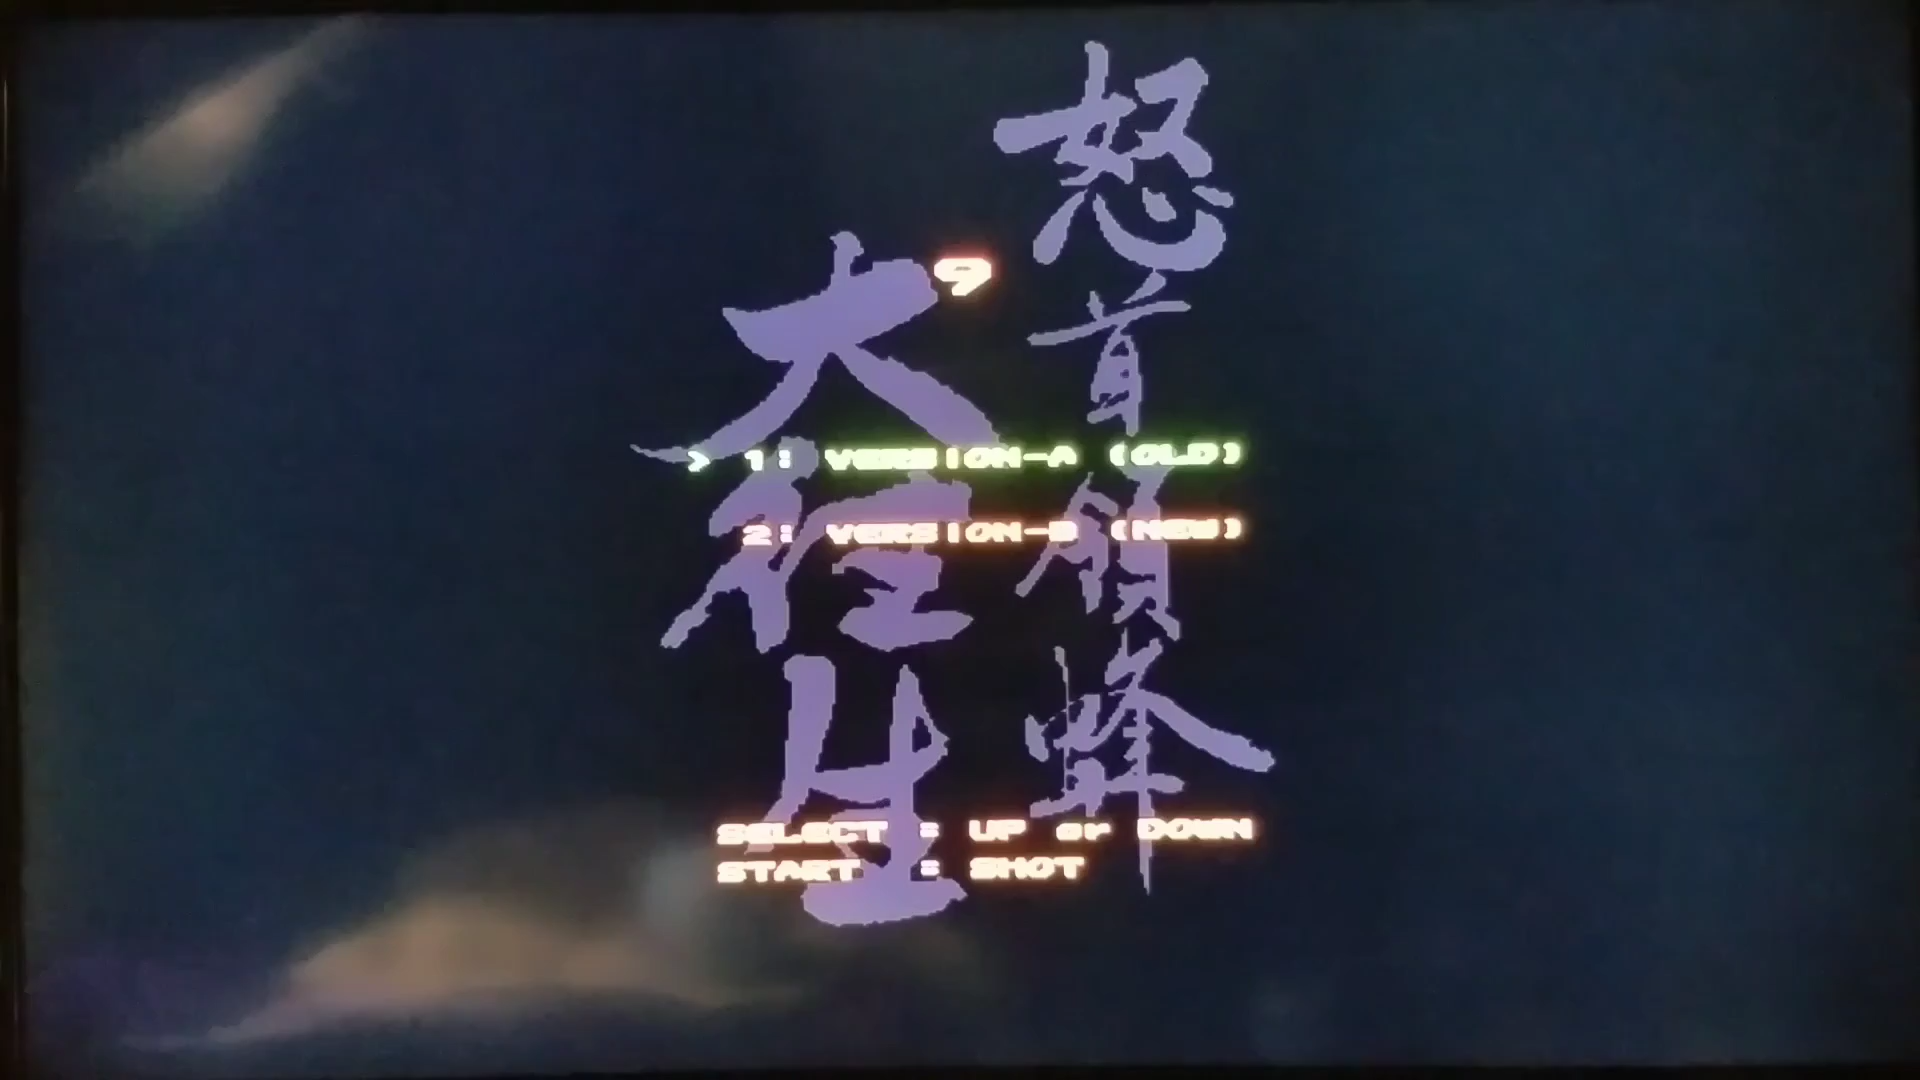 怒首領蜂
大往生
9
> 1: VERSION-A (OLD)
2: VERSION-B (NEW)
SELECT : UP or DOWN
START : SHOT